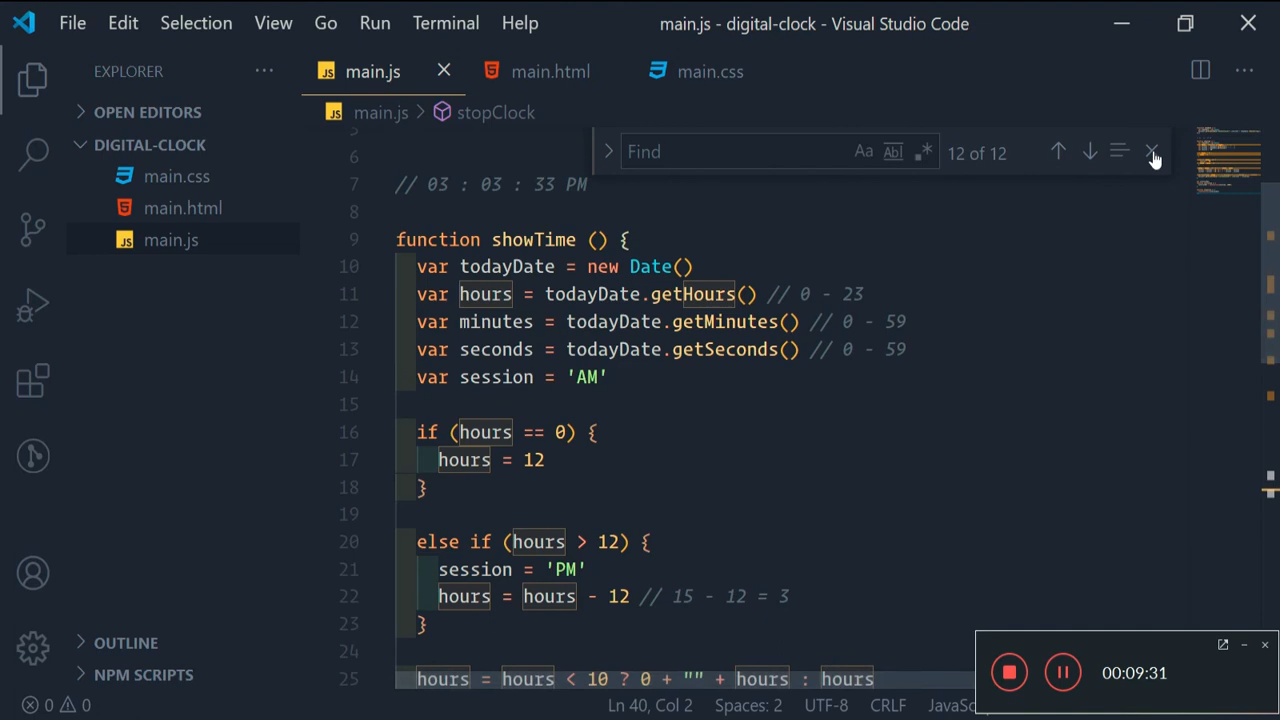 File Edit Selection View Go Run Terminal Help main.js - digital-clock - Visual Studio Code
EXPLORER ··· main.js main.html main.css ···
OPEN EDITORS main.js > stopClock
DIGITAL-CLOCK
main.css
main.html
main.js
Find Aa Abl .* 12 of 12
5
6
7 // 03 : 03 : 33 PM
8
9 function showTime () {
10 var todayDate = new Date()
11 var hours = todayDate.getHours() // 0 - 23
12 var minutes = todayDate.getMinutes() // 0 - 59
13 var seconds = todayDate.getSeconds() // 0 - 59
14 var session = 'AM'
15
16 if (hours == 0) {
17 hours = 12
18 }
19
20 else if (hours > 12) {
21 session = 'PM'
22 hours = hours - 12 // 15 - 12 = 3
23 }
24
25 hours = hours < 10 ? 0 + "" + hours : hours
OUTLINE
NPM SCRIPTS
00:09:31
0 0 Ln 40, Col 2 Spaces: 2 UTF-8 CRLF JavaSc